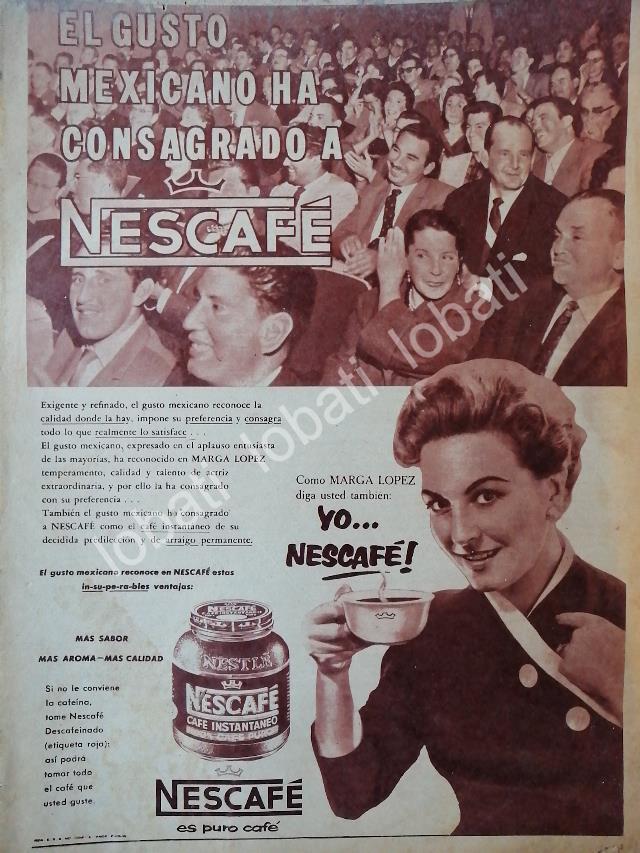 EL GUSTO
MEXICANO HA
CONSAGRADO A
NESCAFÉ
Exigente y refinado, el gusto mexicano reconoce la
calidad donde la hay, impone su preferencia y consagra
todo lo que realmente lo satisface . . .
El gusto mexicano, expresado en el aplauso entusiasta
de las mayorías, ha reconocido en MARGA LOPEZ
temperamento, calidad y talento de actriz
extraordinaria, y por ello la ha consagrado
con su preferencia . . .
También el gusto mexicano ha consagrado
a NESCAFÉ como el café instantáneo de su
decidida predilección y de arraigo permanente.
Como MARGA LOPEZ
diga usted también:
YO...
NESCAFÉ!
El gusto mexicano reconoce en NESCAFÉ estas
in-su-pe-ra-bles ventajas:
MAS SABOR
MAS AROMA—MAS CALIDAD
Si no le conviene
la cafeína,
tome Nescafé
Descafeinado
(etiqueta roja):
así podrá
tomar todo
el café que
usted guste.
NESCAFÉ
NESTLÉ
NESCAFÉ
CAFE INSTANTANEO
CAFE PURO
NESCAFÉ
es puro café
lobati lobati lobati lobati lobati